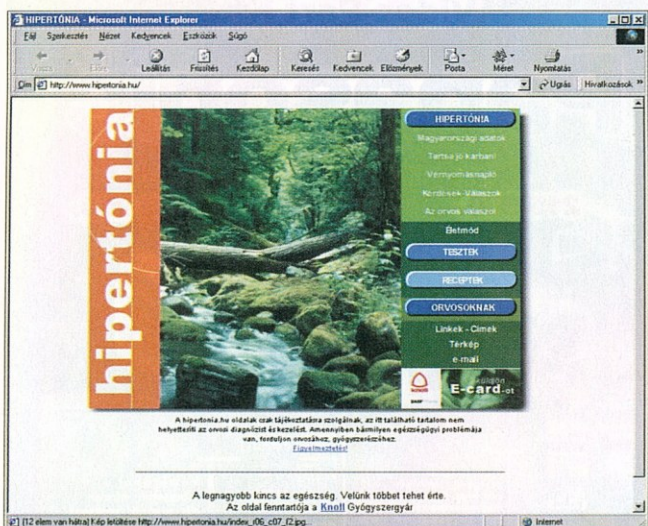 HIPERTÓNIA - Microsoft Internet Explorer
Fájl Szerkesztés Nézet Kedvencek Eszközök Súgó
Vissza Előre Leállítás Frissítés Kezdőlap Keresés Kedvencek Előzmények Posta Méret Nyomtatás
Cím http://www.hipertonia.hu/ Ugrás Hivatkozások
hipertónia
HIPERTÓNIA
Magyarországi adatok
Tartsa jó karban!
Vérnyomásnapló
Kérdések-Válaszok
Az orvos válaszol
Életmód
TESZTEK
RECEPTEK
ORVOSOKNAK
Linkek - Címek
Térkép
e-mail
küldjön
E-card-ot
A hipertonia.hu oldalak csak tájékoztatásra szolgálnak, az itt található tartalom nem
helyettesíti az orvosi diagnózist és kezelést. Amennyiben bármilyen egészségügyi problémája
van, forduljon orvosához, gyógyszerészéhez.
Figyelmeztetés!
A legnagyobb kincs az egészség. Velünk többet tehet érte.
Az oldal fenntartója a Knoll Gyógyszergyár
(12 elem van hátra) Kép letöltése http://www.hipertonia.hu/index_r06_c07_f2.jpg... Internet